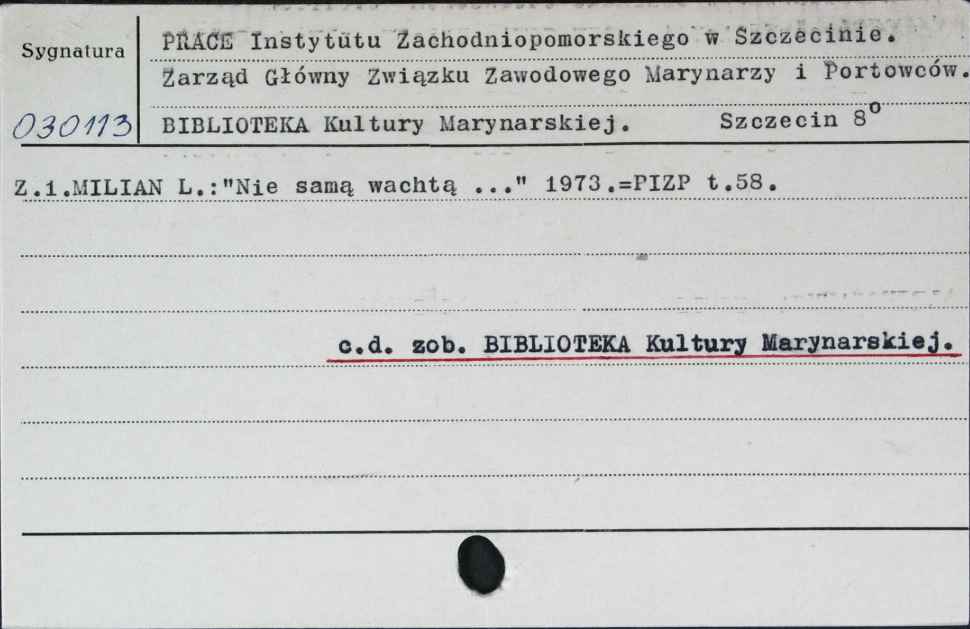 PRACE Instytutu Zachodniopomorskiego w Szczecinie.
Sygnatura
Zarząd Główny Związku Zawodowego Marynarzy i Portowców.
030113
BIBLIOTEKA Kultury Marynarskiej. Szczecin 8°
Z.1.MILIAN L.:"Nie samą wachtą ..." 1973.=PIZP t.58.
c.d. zob. BIBLIOTEKA Kultury Marynarskiej.